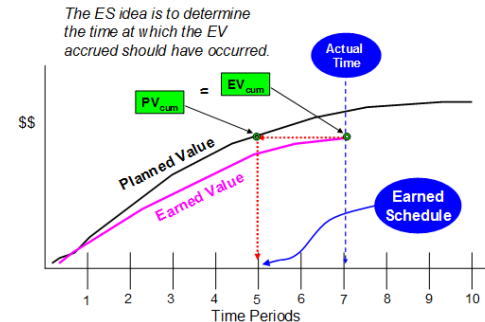 The ES idea is to determine
the time at which the EV
accrued should have occurred.
Actual
Time
PVcum
=
EVcum
$$
Planned Value
Earned Value
Earned
Schedule
1 2 3 4 5 6 7 8 9 10
Time Periods